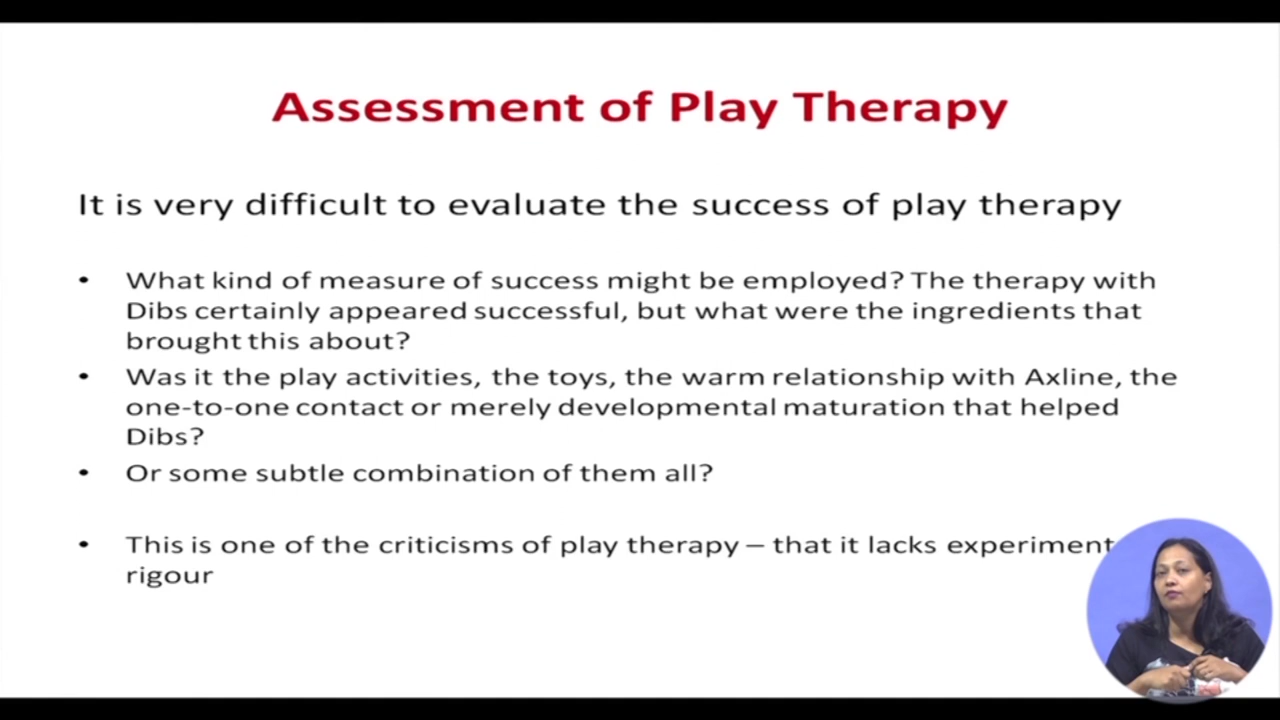 Assessment of Play Therapy
It is very difficult to evaluate the success of play therapy
• What kind of measure of success might be employed? The therapy with
Dibs certainly appeared successful, but what were the ingredients that
brought this about?
• Was it the play activities, the toys, the warm relationship with Axline, the
one-to-one contact or merely developmental maturation that helped
Dibs?
• Or some subtle combination of them all?
• This is one of the criticisms of play therapy – that it lacks experiment
rigour